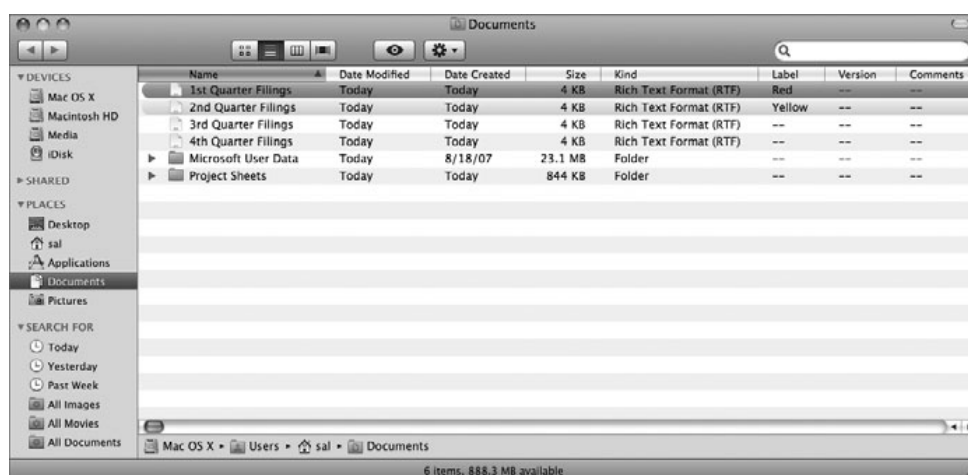 Documents
Name Date Modified Date Created Size Kind Label Version Comments
1st Quarter Filings Today Today 4 KB Rich Text Format (RTF) Red --  --
2nd Quarter Filings Today Today 4 KB Rich Text Format (RTF) Yellow -- --
3rd Quarter Filings Today Today 4 KB Rich Text Format (RTF) -- -- --
4th Quarter Filings Today Today 4 KB Rich Text Format (RTF) -- -- --
Microsoft User Data Today 8/18/07 23.1 MB Folder -- -- --
Project Sheets Today Today 844 KB Folder -- -- --
DEVICES
Mac OS X
Macintosh HD
Media
iDisk
SHARED
PLACES
Desktop
sal
Applications
Documents
Pictures
SEARCH FOR
Today
Yesterday
Past Week
All Images
All Movies
All Documents
Mac OS X ▸ Users ▸ sal ▸ Documents
6 items, 888.3 MB available